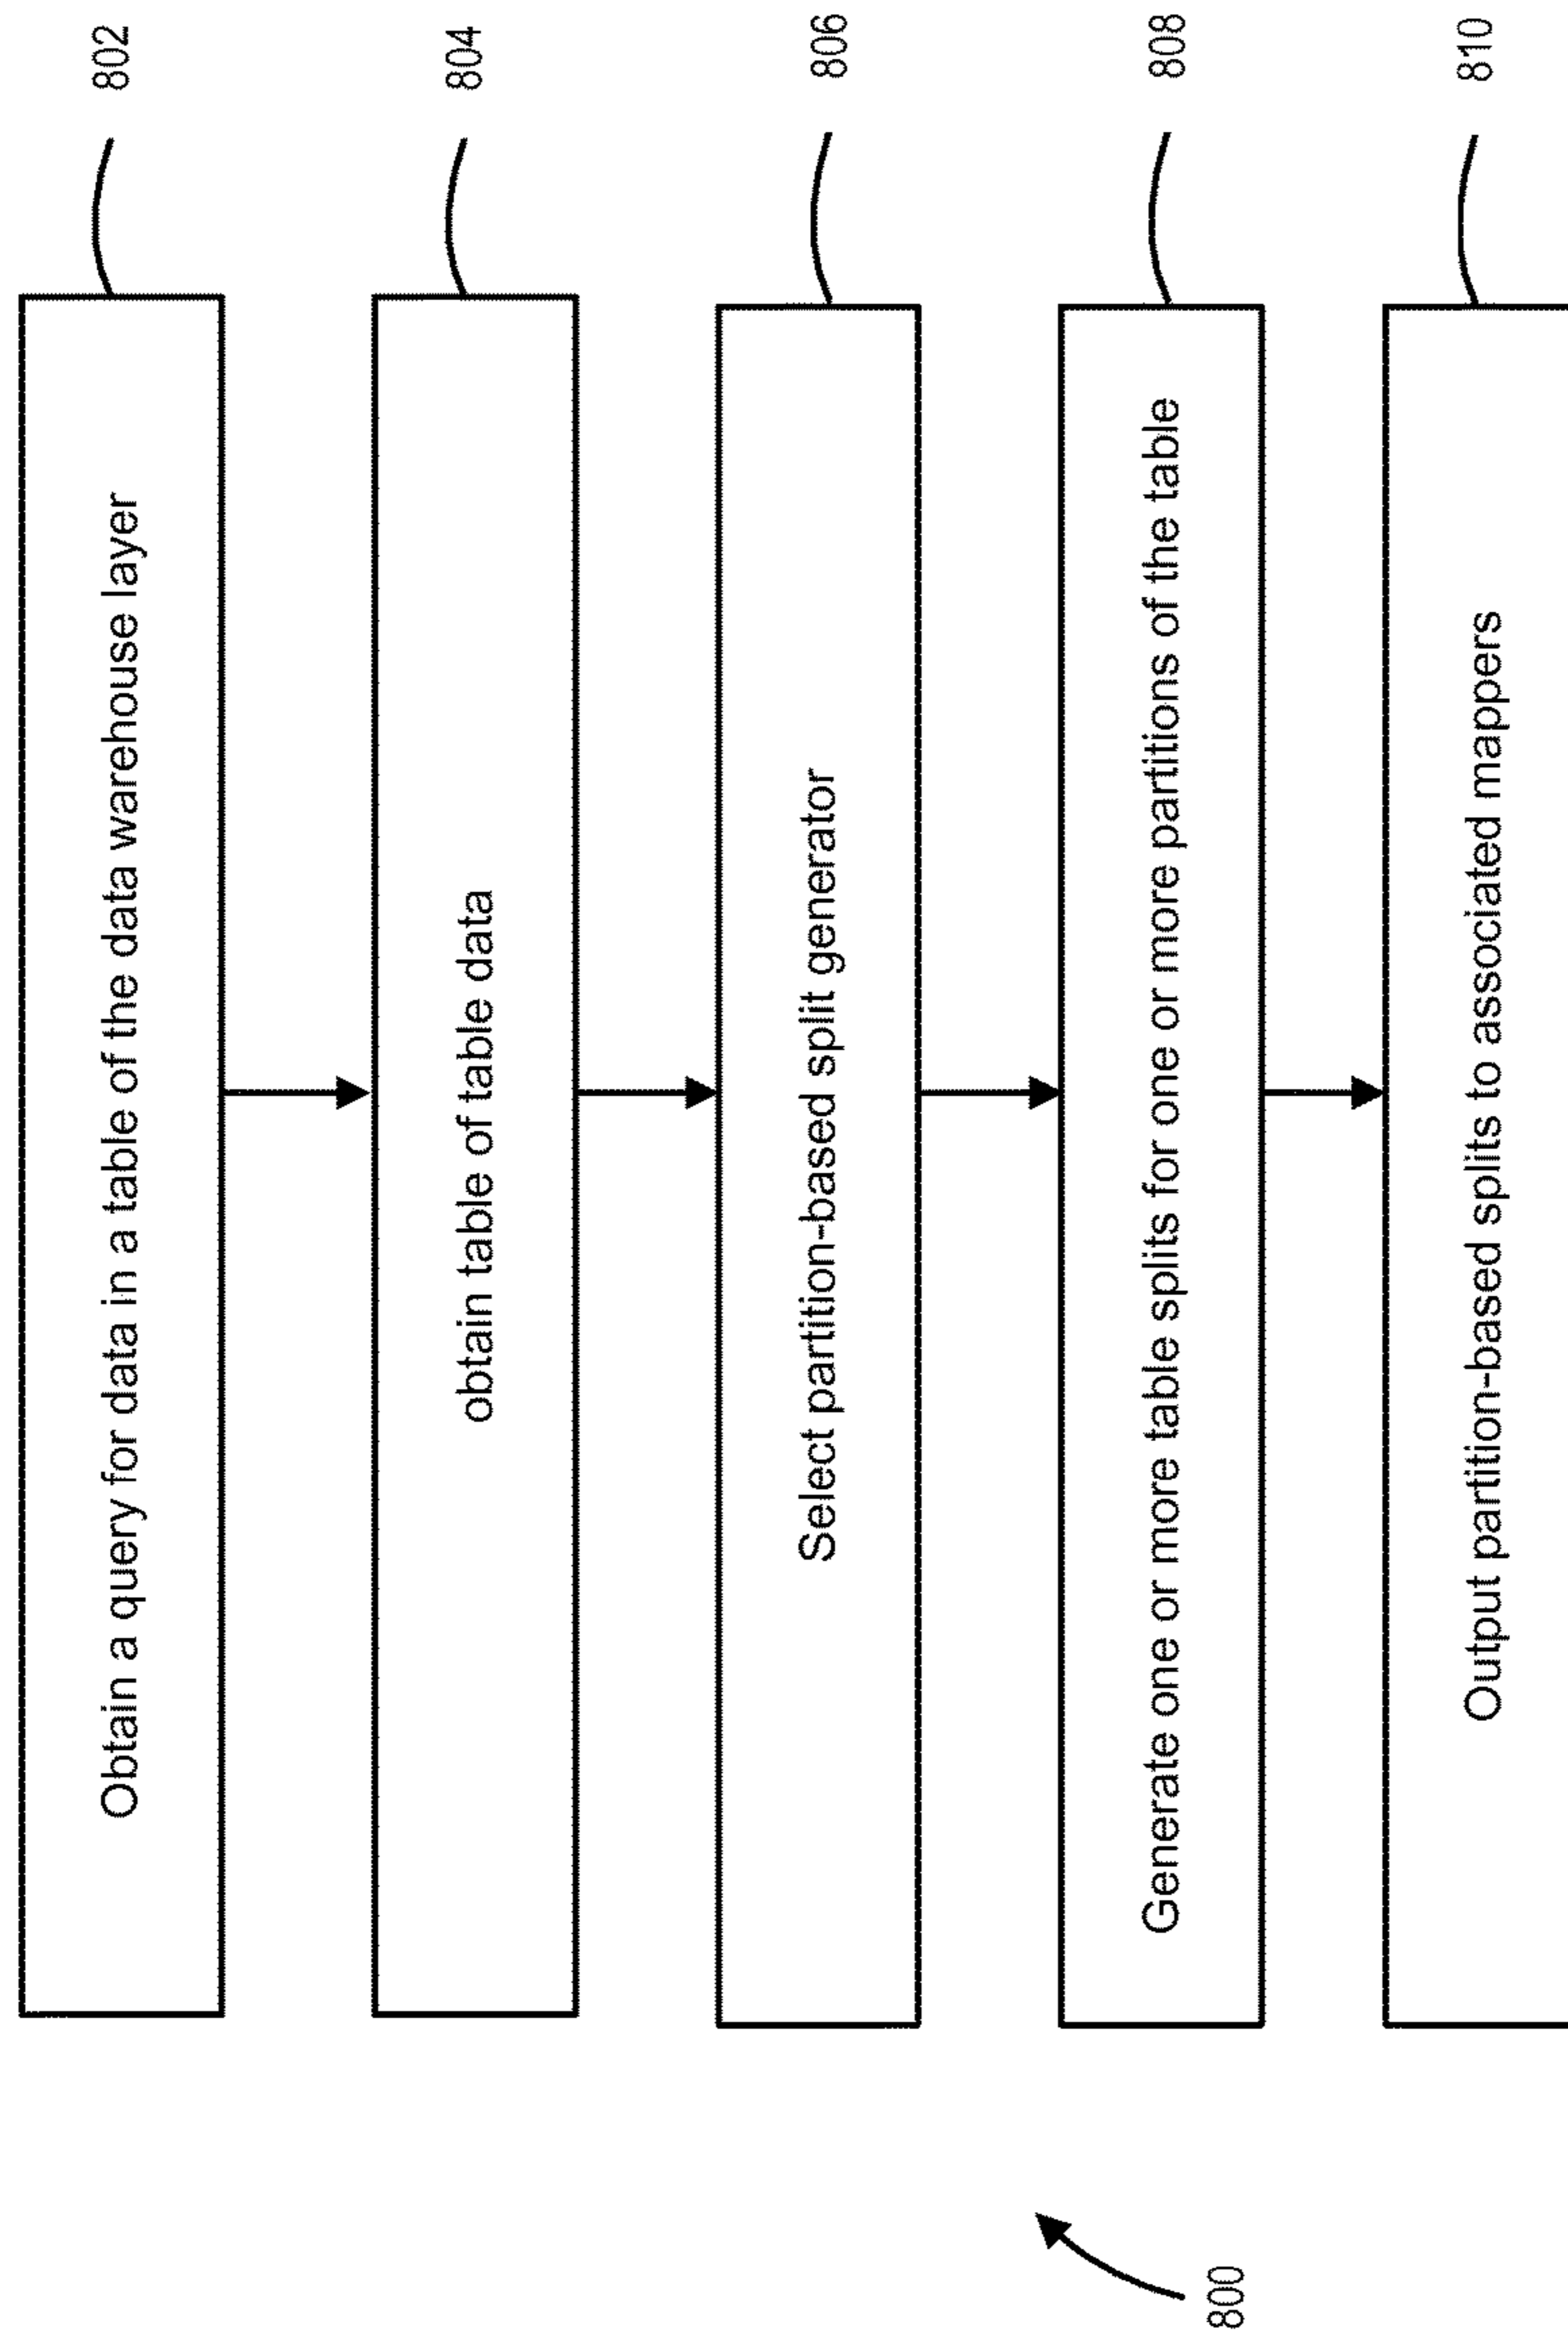 Obtain a query for data in a table of the data warehouse layer
802
obtain table of table data
804
Select partition-based split generator
806
Generate one or more table splits for one or more partitions of the table
808
Output partition-based splits to associated mappers
810
800